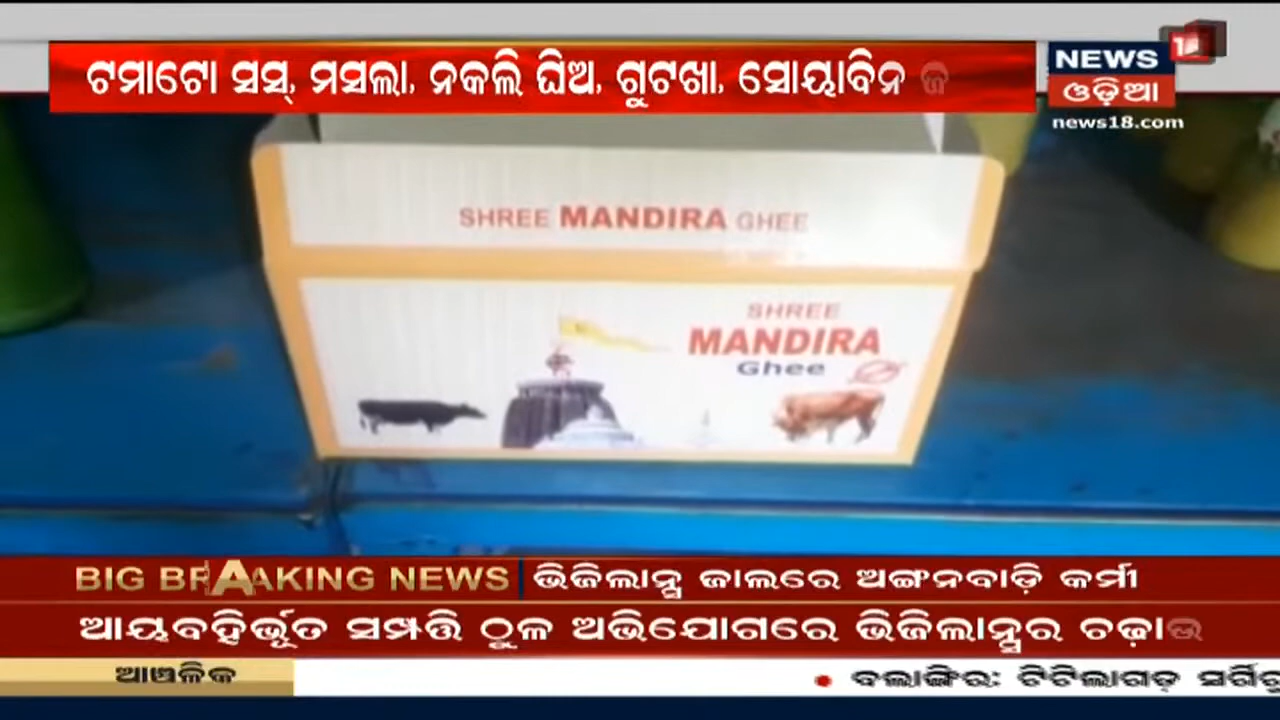 ଟମାଟୋ ସସ୍, ମସଲା, ନକଲି ଘିଅ, ଗୁଟଖା, ସୋୟାବିନ ଜ
NEWS 18
ଓଡ଼ିଆ
news18.com
SHREE MANDIRA GHEE
SHREE
MANDIRA
Ghee
BIG BREAKING NEWS ଭିଜିଲାନ୍ସ ଜାଲରେ ଅଙ୍ଗନବାଡ଼ି କର୍ମୀ
ଆୟବହିର୍ଭୂତ ସମ୍ପତ୍ତି ଠୁଳ ଅଭିଯୋଗରେ ଭିଜିଲାନ୍ସର ଚଢ଼ାଉ
ଆଞ୍ଚଳିକ • ବଲାଙ୍ଗିର: ଟିଟିଲାଗଡ଼